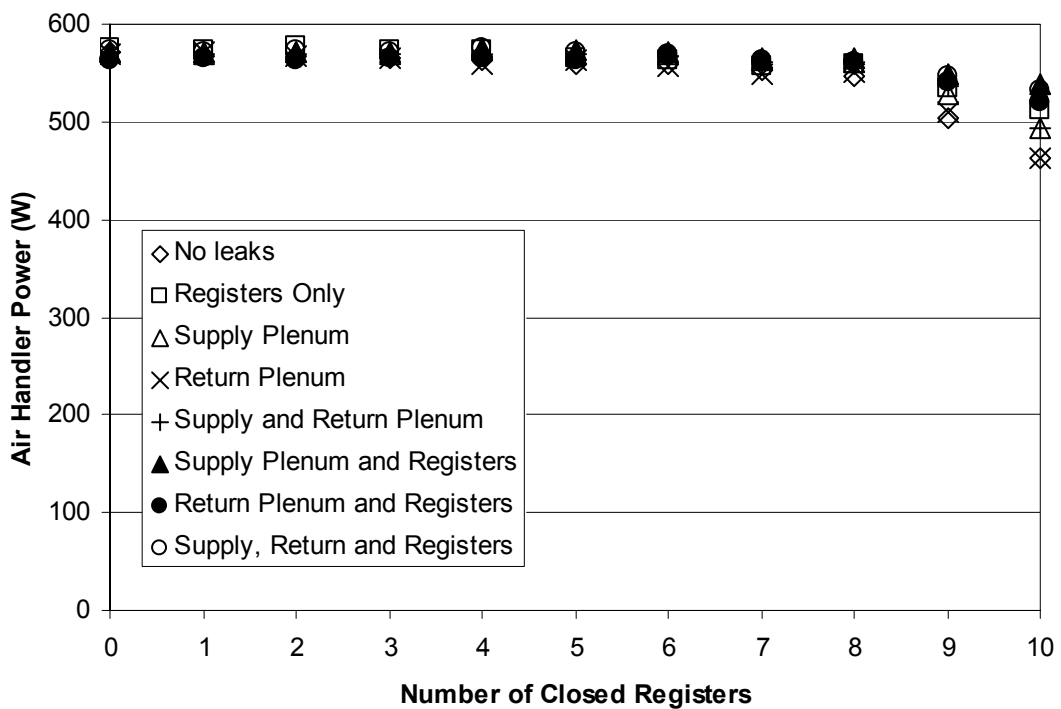 600
500
400
300
200
100
0
Air Handler Power (W)
No leaks
Registers Only
Supply Plenum
Return Plenum
Supply and Return Plenum
Supply Plenum and Registers
Return Plenum and Registers
Supply, Return and Registers
0 1 2 3 4 5 6 7 8 9 10
Number of Closed Registers